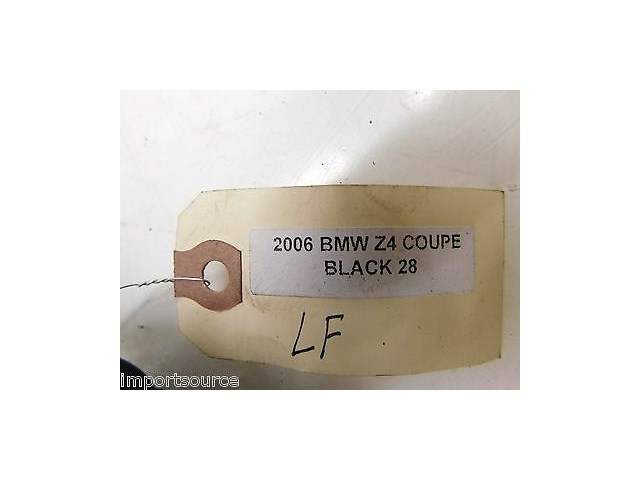 2006 BMW Z4 COUPE
BLACK 28
LF
importsource